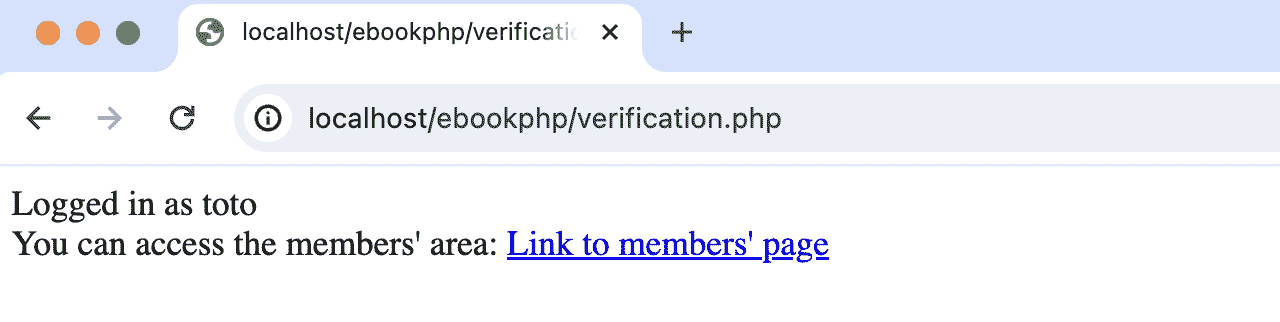 localhost/ebookphp/verificatio
localhost/ebookphp/verification.php
Logged in as toto
You can access the members' area: Link to members' page